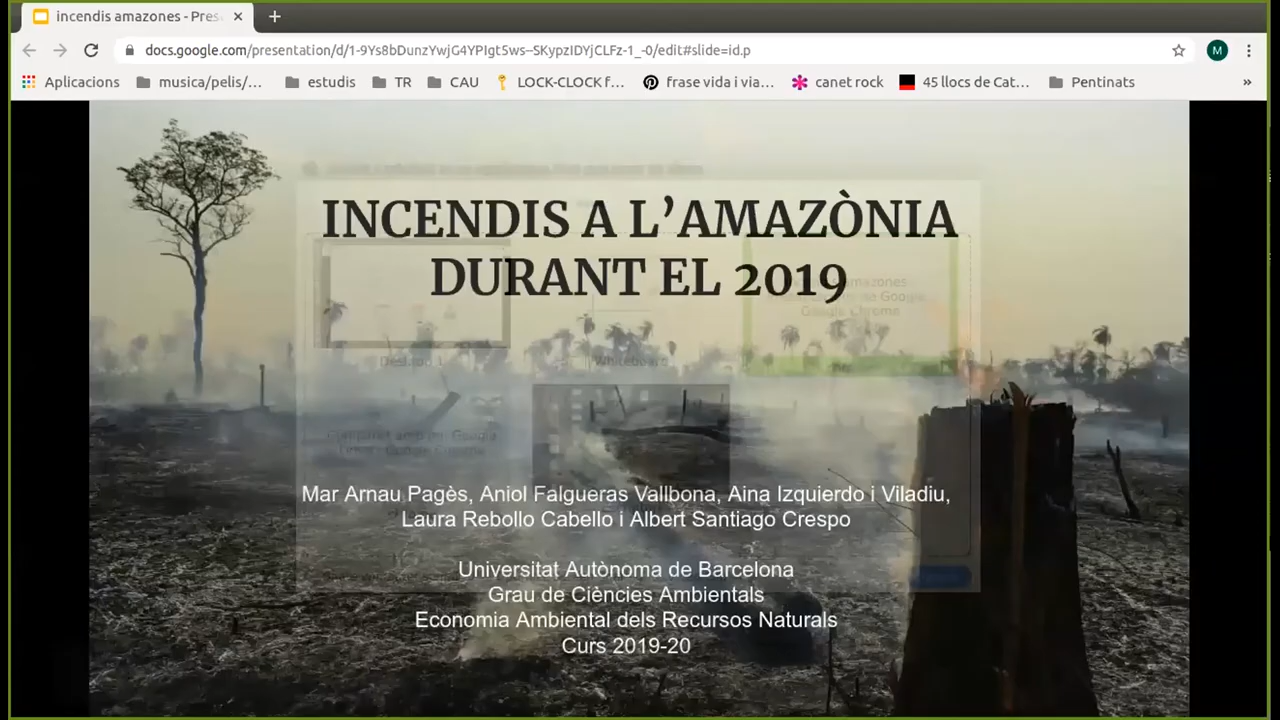 incendis amazones - Pres
docs.google.com/presentation/d/1-9Ys8bDunzYwjG4YPIgt5ws--SKypzIDYjCLFz-1_-0/edit#slide=id.p
M
Aplicacions
musica/pelis/...
estudis
TR
CAU
LOCK-CLOCK f...
frase vida i via...
canet rock
45 llocs de Cat...
Pentinats
»
INCENDIS A L’AMAZÒNIA
DURANT EL 2019
Whiteboard
Mar Arnau Pagès, Aniol Falgueras Vallbona, Aina Izquierdo i Viladiu,
Laura Rebollo Cabello i Albert Santiago Crespo
Universitat Autònoma de Barcelona
Grau de Ciències Ambientals
Economia Ambiental dels Recursos Naturals
Curs 2019-20